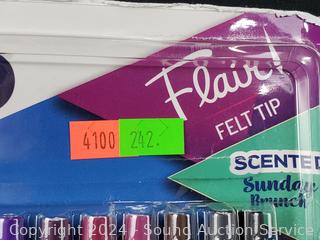 Flair!
FELT TIP
4100 242.
SCENTED
Sunday
Brunch
Copyright 2024 - Sound Auction Service